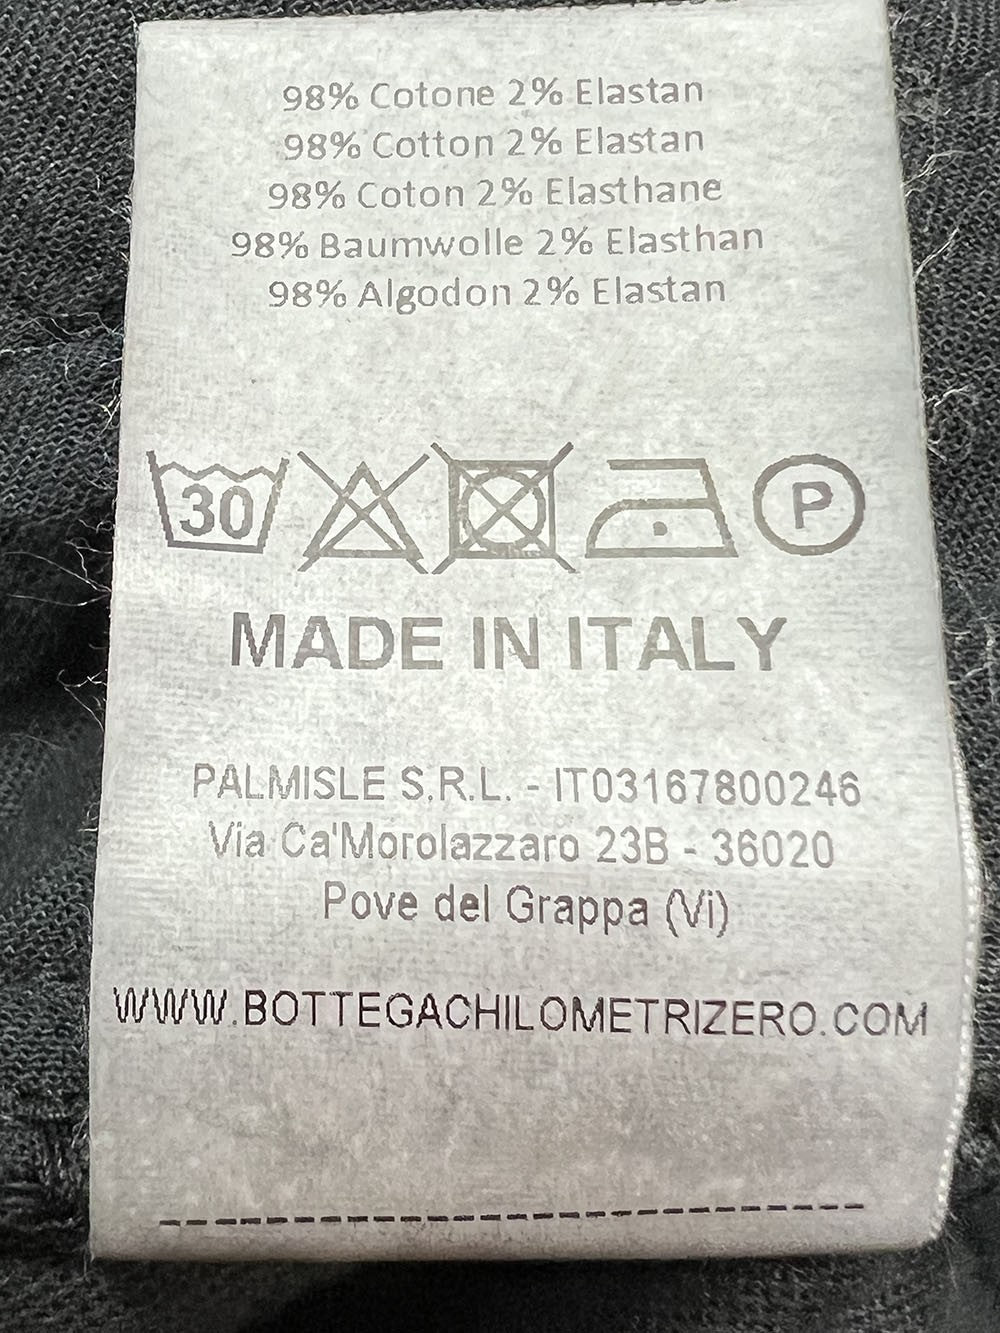 98% Cotone 2% Elastan
98% Cotton 2% Elastan
98% Coton 2% Elasthane
98% Baumwolle 2% Elasthan
98% Algodon 2% Elastan
30 P
MADE IN ITALY
PALMISLE S.R.L. - IT03167800246
Via Ca'Morolazzaro 23B - 36020
Pove del Grappa (Vi)
WWW.BOTTEGACHILOMETRIZERO.COM